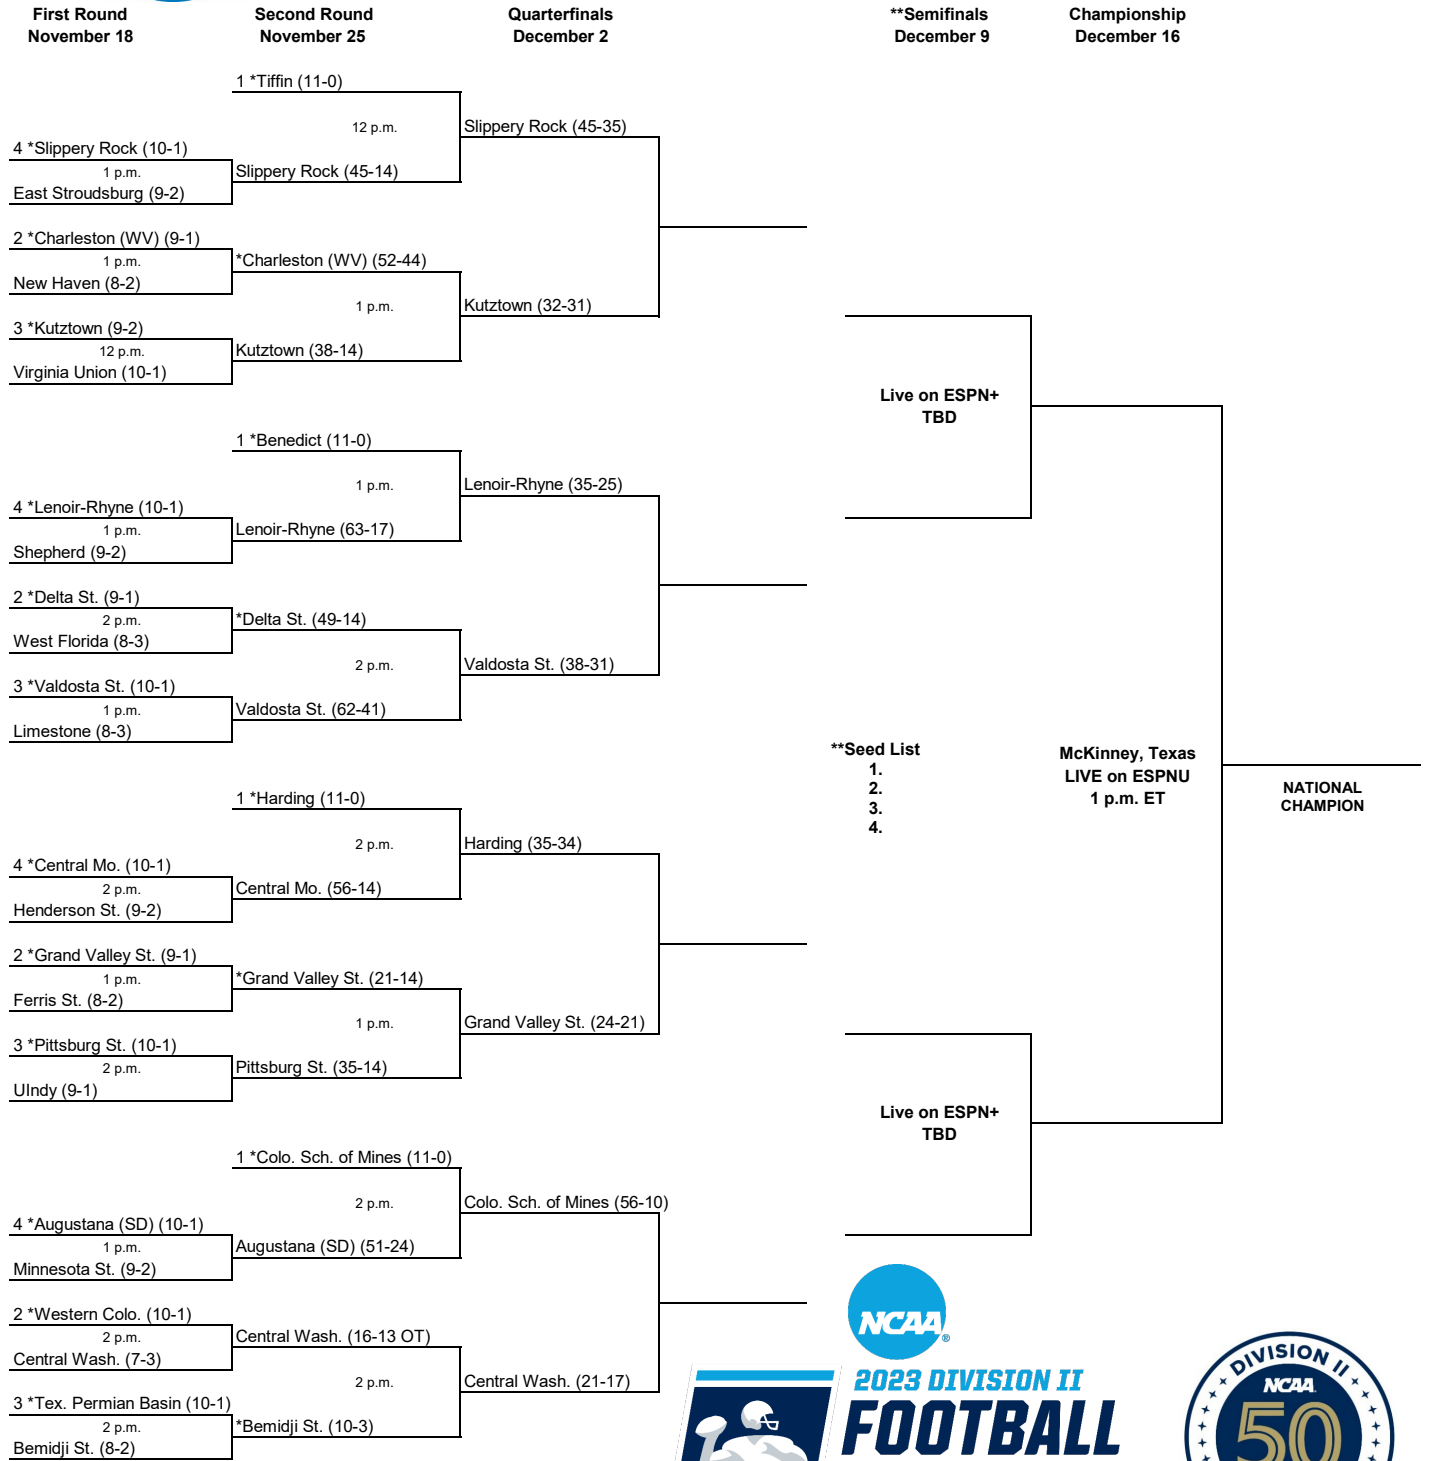 First Round
November 18
Second Round
November 25
Quarterfinals
December 2
**Semifinals
December 9
Championship
December 16
1 *Tiffin (11-0)
12 p.m.
Slippery Rock (45-35)
4 *Slippery Rock (10-1)
1 p.m.
Slippery Rock (45-14)
East Stroudsburg (9-2)
2 *Charleston (WV) (9-1)
1 p.m.
*Charleston (WV) (52-44)
New Haven (8-2)
1 p.m.
Kutztown (32-31)
3 *Kutztown (9-2)
12 p.m.
Kutztown (38-14)
Virginia Union (10-1)
Live on ESPN+
TBD
1 *Benedict (11-0)
1 p.m.
Lenoir-Rhyne (35-25)
4 *Lenoir-Rhyne (10-1)
1 p.m.
Lenoir-Rhyne (63-17)
Shepherd (9-2)
2 *Delta St. (9-1)
2 p.m.
*Delta St. (49-14)
West Florida (8-3)
2 p.m.
Valdosta St. (38-31)
3 *Valdosta St. (10-1)
1 p.m.
Valdosta St. (62-41)
Limestone (8-3)
**Seed List
1.
2.
3.
4.
McKinney, Texas
LIVE on ESPNU
1 p.m. ET
NATIONAL
CHAMPION
1 *Harding (11-0)
2 p.m.
Harding (35-34)
4 *Central Mo. (10-1)
2 p.m.
Central Mo. (56-14)
Henderson St. (9-2)
2 *Grand Valley St. (9-1)
1 p.m.
*Grand Valley St. (21-14)
Ferris St. (8-2)
1 p.m.
Grand Valley St. (24-21)
3 *Pittsburg St. (10-1)
2 p.m.
Pittsburg St. (35-14)
UIndy (9-1)
Live on ESPN+
TBD
1 *Colo. Sch. of Mines (11-0)
2 p.m.
Colo. Sch. of Mines (56-10)
4 *Augustana (SD) (10-1)
1 p.m.
Augustana (SD) (51-24)
Minnesota St. (9-2)
2 *Western Colo. (10-1)
2 p.m.
Central Wash. (16-13 OT)
Central Wash. (7-3)
2 p.m.
Central Wash. (21-17)
3 *Tex. Permian Basin (10-1)
2 p.m.
*Bemidji St. (10-3)
Bemidji St. (8-2)
NCAA®
2023 DIVISION II
FOOTBALL
DIVISION II
NCAA
50